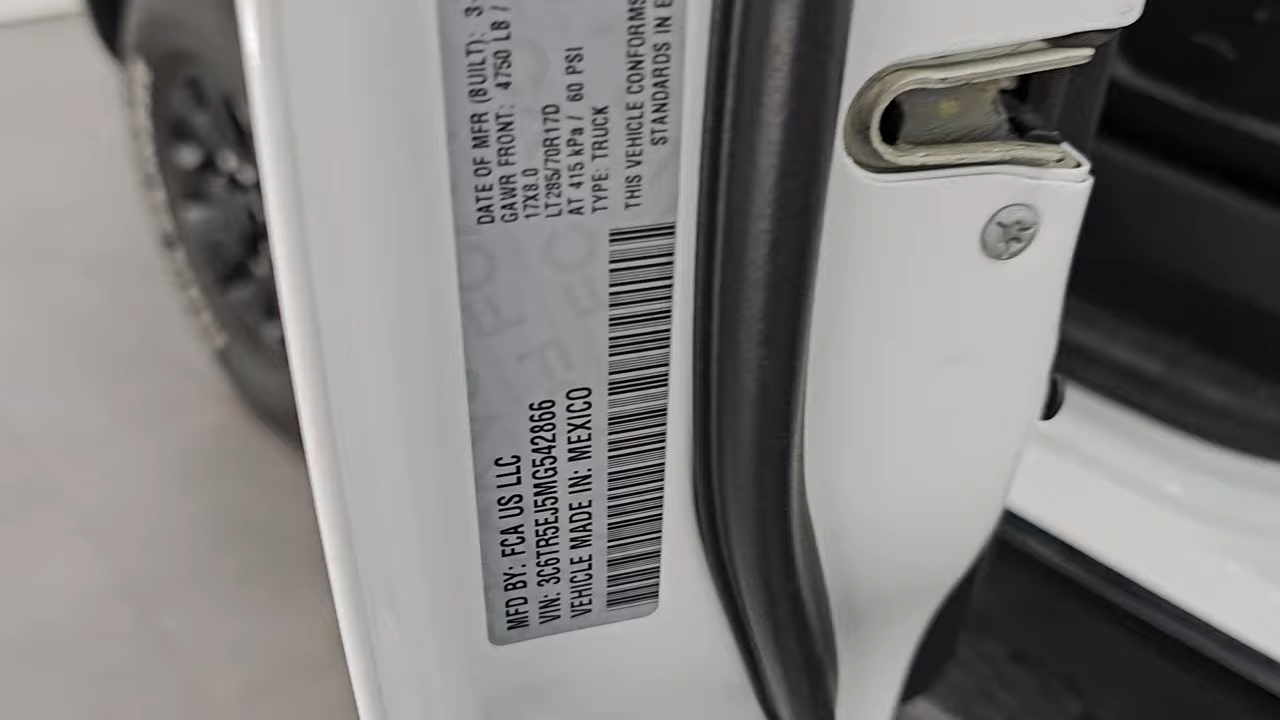 MFD BY: FCA US LLC
VIN: 3C6TR5EJ5MG542866
VEHICLE MADE IN: MEXICO
DATE OF MFR (BUILT): 3-
GAWR FRONT: 4750 LB /
17X8.0
LT285/70R17D
AT 415 kPa / 60 PSI
TYPE: TRUCK
THIS VEHICLE CONFORMS
STANDARDS IN E